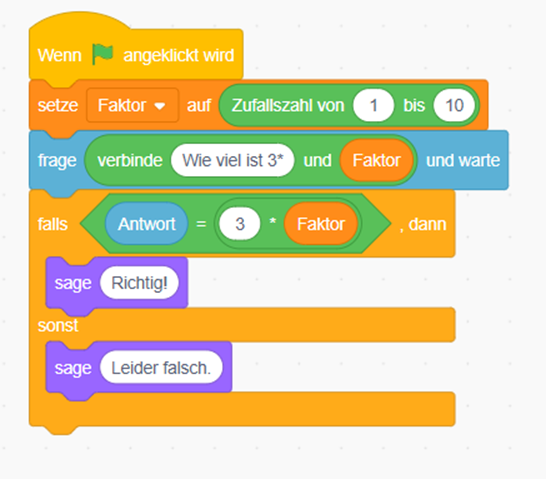 Wenn angeklickt wird
setze Faktor auf Zufallszahl von 1 bis 10
frage verbinde Wie viel ist 3* und Faktor und warte
falls Antwort = 3 * Faktor , dann
sage Richtig!
sonst
sage Leider falsch.